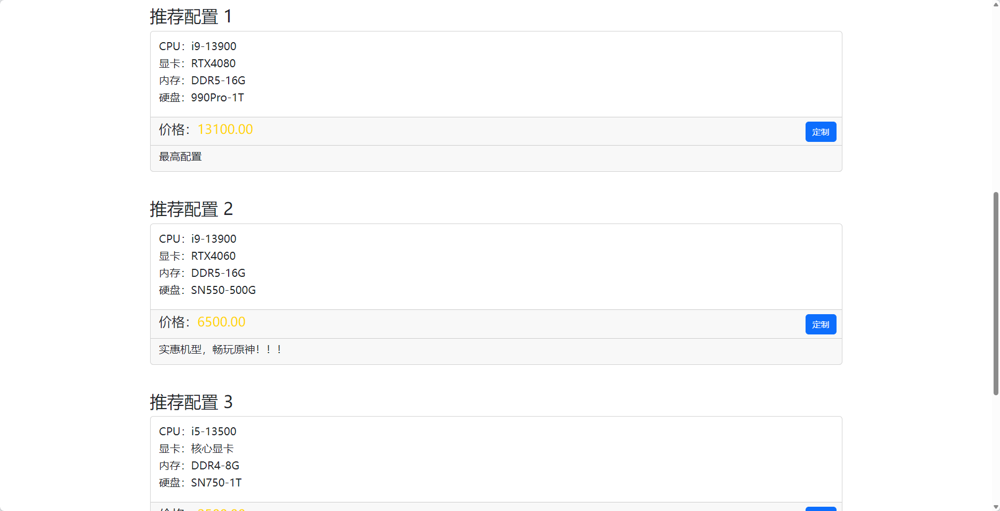 推荐配置 1
CPU：i9-13900
显卡：RTX4080
内存：DDR5-16G
硬盘：990Pro-1T
价格：13100.00
定制
最高配置
推荐配置 2
CPU：i9-13900
显卡：RTX4060
内存：DDR5-16G
硬盘：SN550-500G
价格：6500.00
定制
实惠机型，畅玩原神！！！
推荐配置 3
CPU：i5-13500
显卡：核心显卡
内存：DDR4-8G
硬盘：SN750-1T